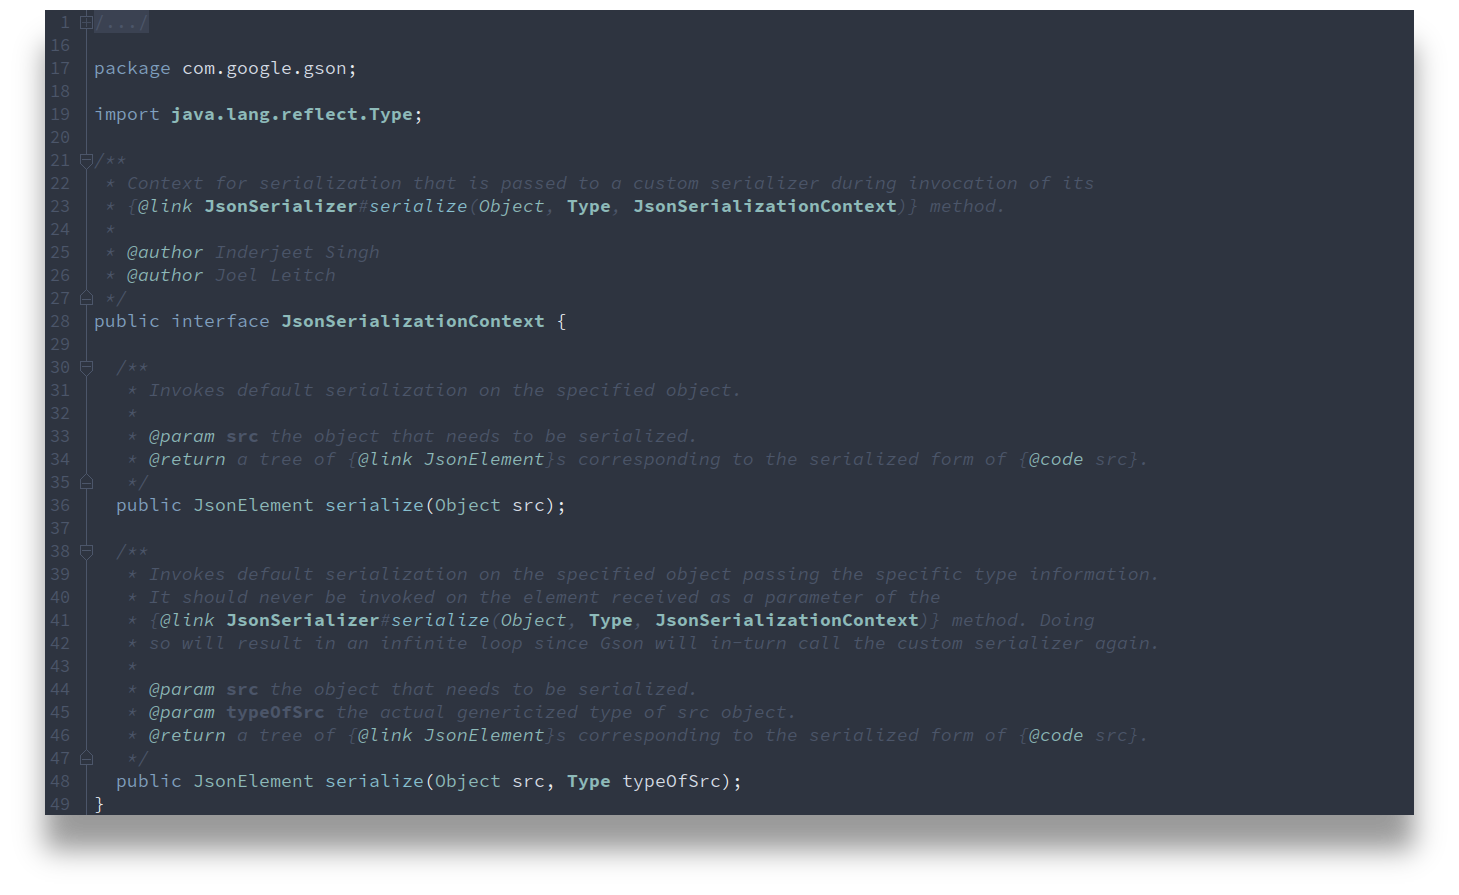 1 /.../
16
17 package com.google.gson;
18
19 import java.lang.reflect.Type;
20
21 /**
22  * Context for serialization that is passed to a custom serializer during invocation of its
23  * {@link JsonSerializer#serialize(Object, Type, JsonSerializationContext)} method.
24  *
25  * @author Inderjeet Singh
26  * @author Joel Leitch
27  */
28 public interface JsonSerializationContext {
29
30   /**
31    * Invokes default serialization on the specified object.
32    *
33    * @param src the object that needs to be serialized.
34    * @return a tree of {@link JsonElement}s corresponding to the serialized form of {@code src}.
35    */
36   public JsonElement serialize(Object src);
37
38   /**
39    * Invokes default serialization on the specified object passing the specific type information.
40    * It should never be invoked on the element received as a parameter of the
41    * {@link JsonSerializer#serialize(Object, Type, JsonSerializationContext)} method. Doing
42    * so will result in an infinite loop since Gson will in-turn call the custom serializer again.
43    *
44    * @param src the object that needs to be serialized.
45    * @param typeOfSrc the actual genericized type of src object.
46    * @return a tree of {@link JsonElement}s corresponding to the serialized form of {@code src}.
47    */
48   public JsonElement serialize(Object src, Type typeOfSrc);
49 }